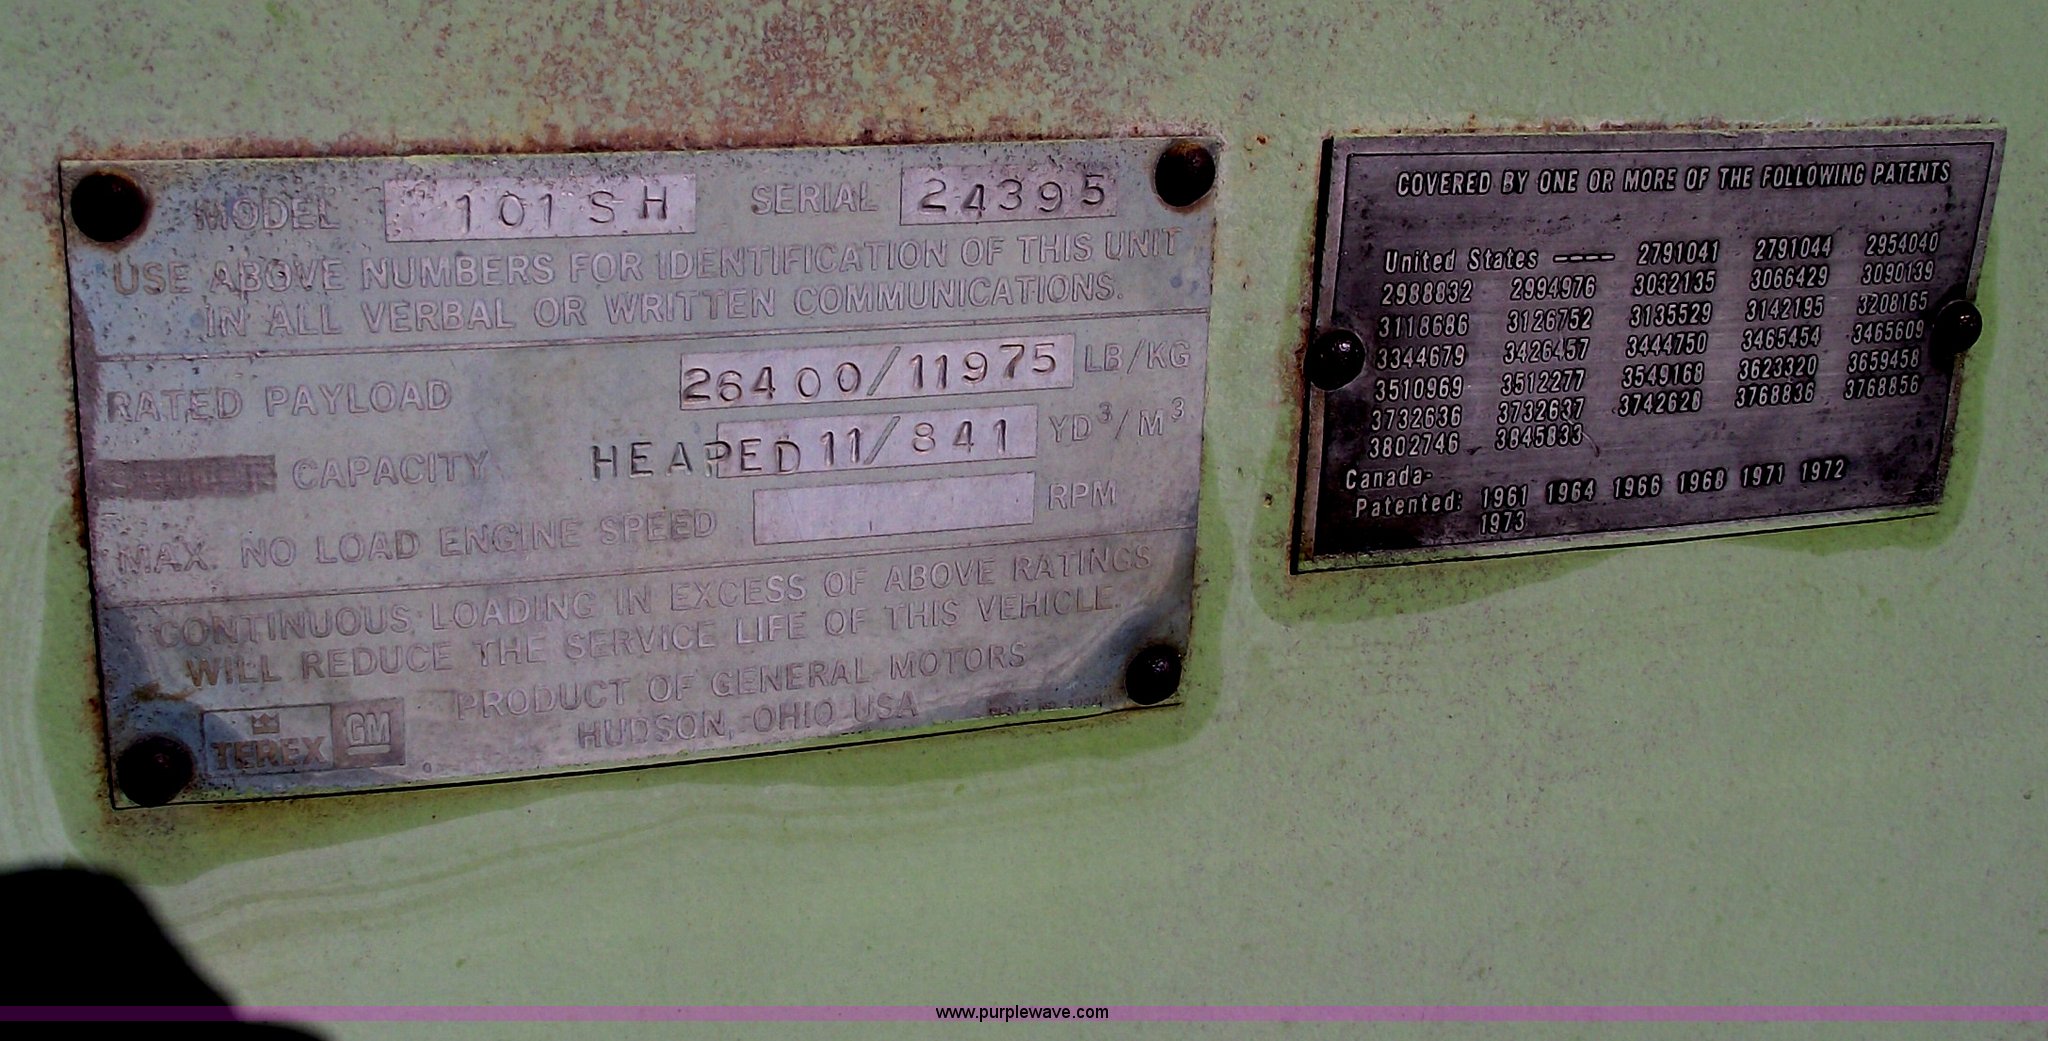 MODEL 101SH SERIAL 24395
USE ABOVE NUMBERS FOR IDENTIFICATION OF THIS UNIT
IN ALL VERBAL OR WRITTEN COMMUNICATIONS.
RATED PAYLOAD 26400/11975 LB/KG
CAPACITY HEAPED 11/841 YD³/M³
MAX. NO LOAD ENGINE SPEED RPM
CONTINUOUS LOADING IN EXCESS OF ABOVE RATINGS
WILL REDUCE THE SERVICE LIFE OF THIS VEHICLE.
PRODUCT OF GENERAL MOTORS
HUDSON, OHIO USA
TEREX GM
COVERED BY ONE OR MORE OF THE FOLLOWING PATENTS
United States ---- 2791041 2791044 2954040
2988832 2994976 3032135 3066429 3090139
3118686 3126752 3135529 3142195 3208165
3344679 3426457 3444750 3465454 3465609
3510969 3512277 3549168 3623320 3659458
3732636 3732637 3742628 3768836 3768856
3802746 3845833
Canada-
Patented: 1961 1964 1966 1968 1971 1972
1973
www.purplewave.com